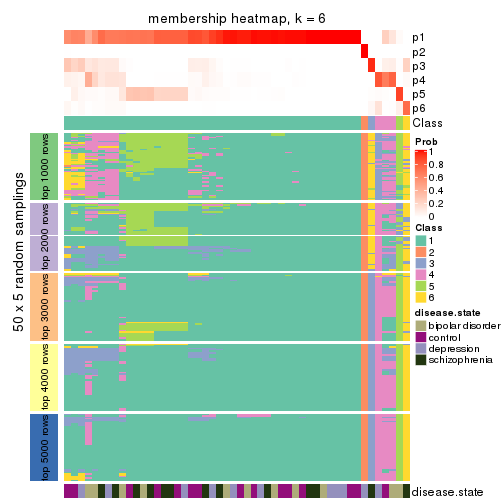 membership heatmap, k = 6
p1
p2
p3
p4
p5
p6
Class
50 x 5 random samplings
top 1000 rows
top 2000 rows
top 3000 rows
top 4000 rows
top 5000 rows
Prob
1
0.8
0.6
0.4
0.2
0
Class
1
2
3
4
5
6
disease.state
bipolar disorder
control
depression
schizophrenia
disease.state